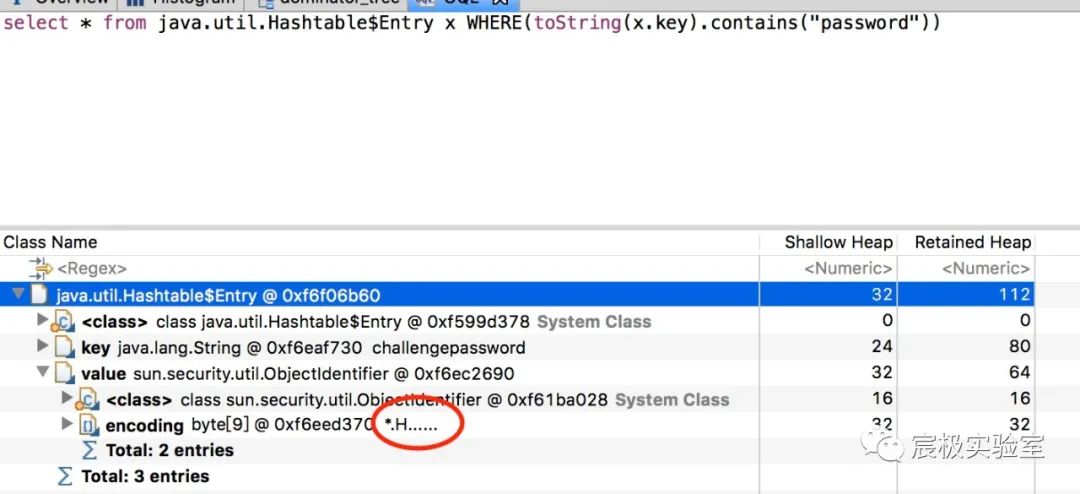 Overview Histogram dominator_tree OQL
select * from java.util.Hashtable$Entry x WHERE(toString(x.key).contains("password"))
Class Name Shallow Heap Retained Heap
<Regex> <Numeric> <Numeric>
java.util.Hashtable$Entry @ 0xf6f06b60 32 112
<class> class java.util.Hashtable$Entry @ 0xf599d378 System Class 0 0
key java.lang.String @ 0xf6eaf730 challengepassword 24 80
value sun.security.util.ObjectIdentifier @ 0xf6ec2690 32 64
<class> class sun.security.util.ObjectIdentifier @ 0xf61ba028 System Class 16 16
encoding byte[9] @ 0xf6eed370 *.H...... 32 32
Total: 2 entries
Total: 3 entries
宸极实验室